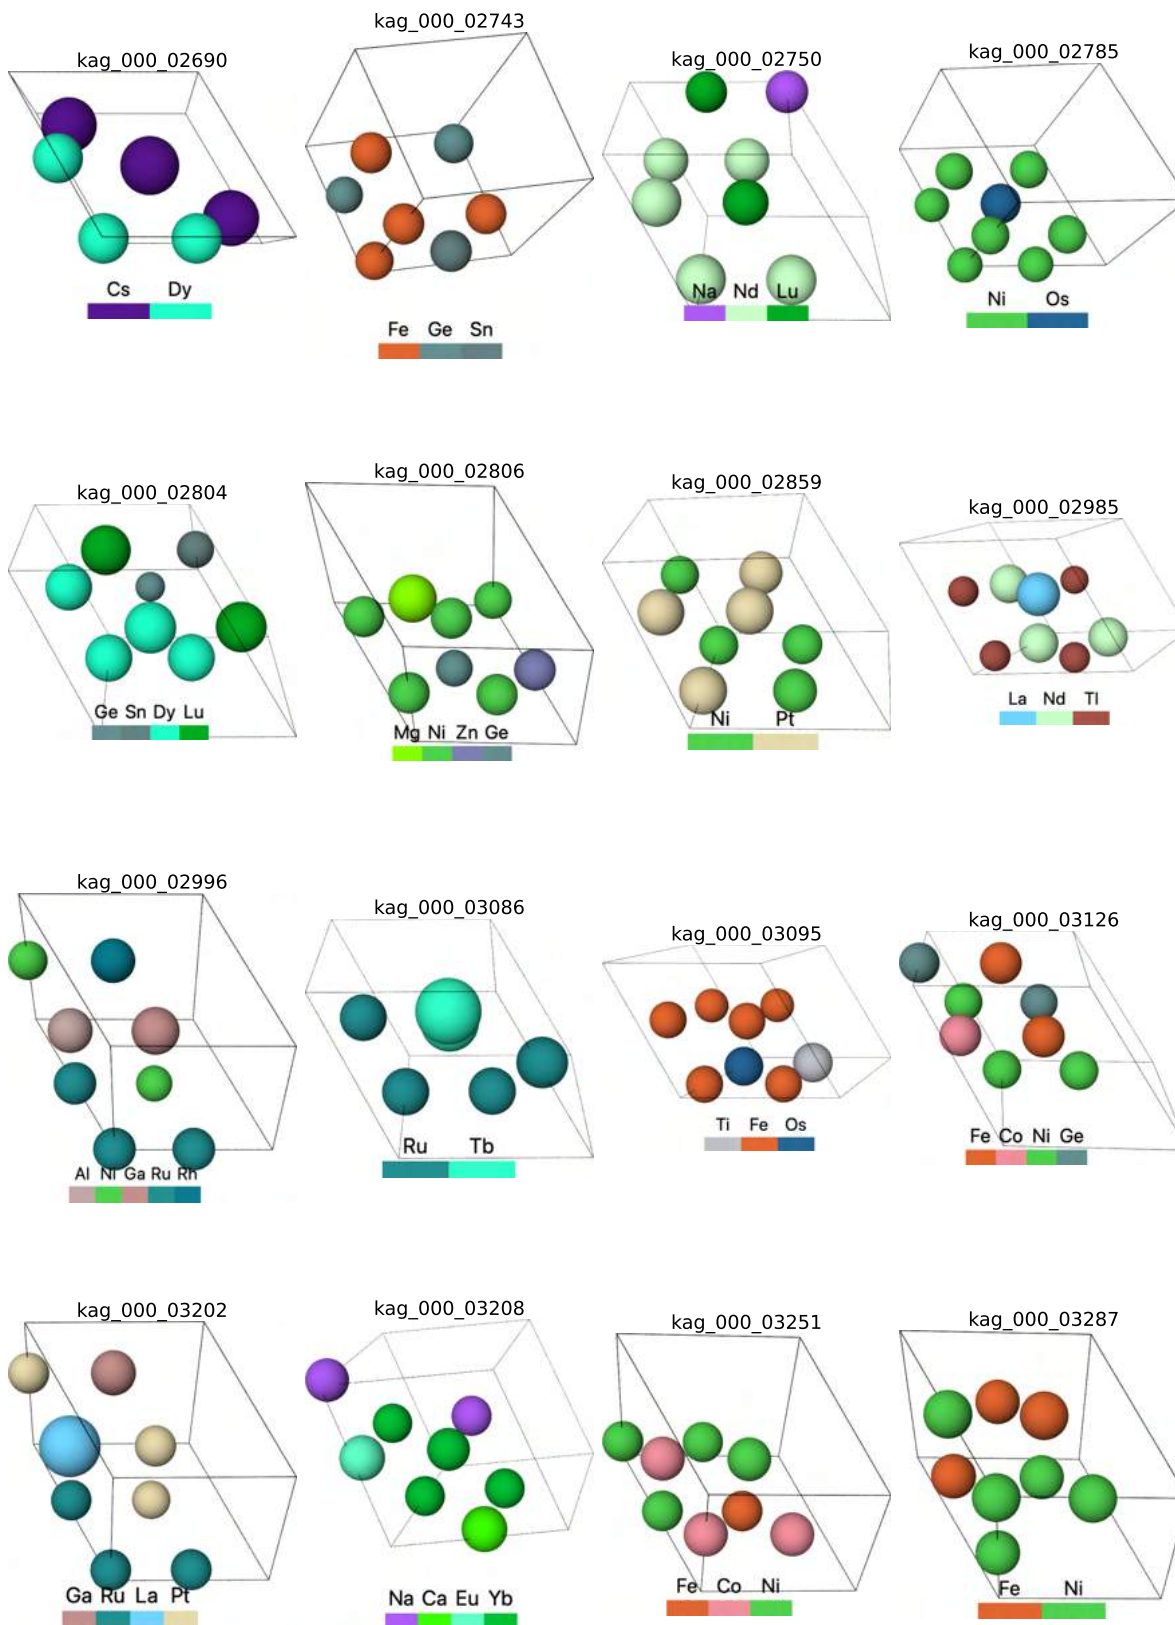 kag_000_02690
Cs Dy
kag_000_02743
Fe Ge Sn
kag_000_02750
Na Nd Lu
kag_000_02785
Ni Os
kag_000_02804
Ge Sn Dy Lu
kag_000_02806
Mg Ni Zn Ge
kag_000_02859
Ni Pt
kag_000_02985
La Nd Tl
kag_000_02996
Al Ni Ga Ru Rh
kag_000_03086
Ru Tb
kag_000_03095
Ti Fe Os
kag_000_03126
Fe Co Ni Ge
kag_000_03202
Ga Ru La Pt
kag_000_03208
Na Ca Eu Yb
kag_000_03251
Fe Co Ni
kag_000_03287
Fe Ni